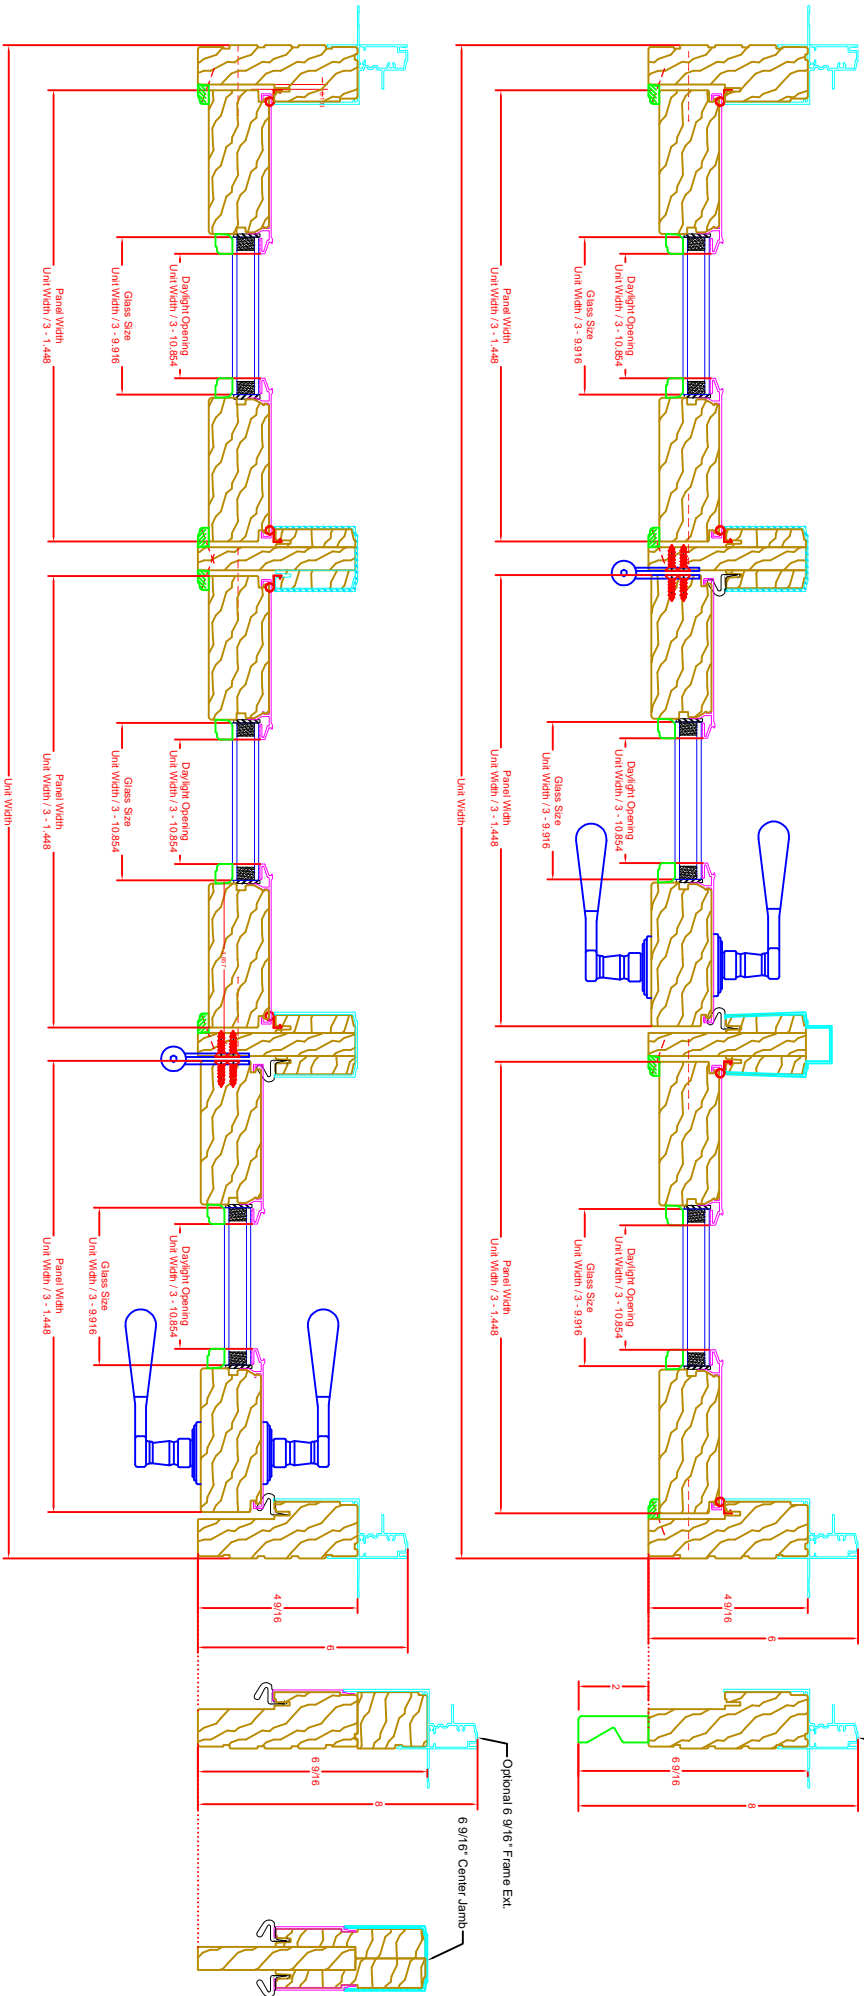 Unit Width
Panel Width
Unit Width / 3 - 1.448
Glass Size
Unit Width / 3 - 9.916
Daylight Opening
Unit Width / 3 - 10.854
Panel Width
Unit Width / 3 - 1.448
Glass Size
Unit Width / 3 - 9.916
Daylight Opening
Unit Width / 3 - 10.854
Panel Width
Unit Width / 3 - 1.448
Glass Size
Unit Width / 3 - 9.916
Daylight Opening
Unit Width / 3 - 10.854
4 9/16
6
2
6 9/16
8
Unit Width
Panel Width
Unit Width / 3 - 1.448
Glass Size
Unit Width / 3 - 9.916
Daylight Opening
Unit Width / 3 - 10.854
Panel Width
Unit Width / 3 - 1.448
Glass Size
Unit Width / 3 - 10.854
Daylight Opening
Unit Width / 3 - 10.854
Panel Width
Unit Width / 3 - 1.448
Glass Size
Unit Width / 3 - 9.916
Daylight Opening
Unit Width / 3 - 10.854
4 9/16
6
6 9/16
8
Optional 6 9/16" Frame Ext.
6 9/16" Center Jamb